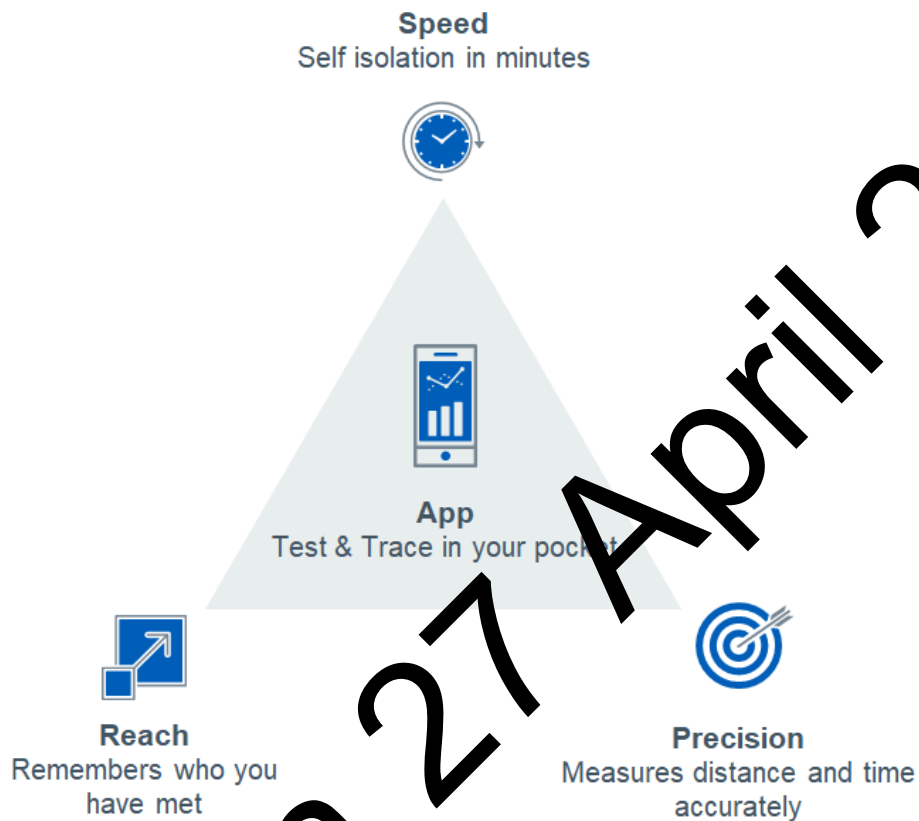 Speed
Self isolation in minutes
App
Test & Trace in your pocket
Reach
Remembers who you
have met
Precision
Measures distance and time
accurately
27 April